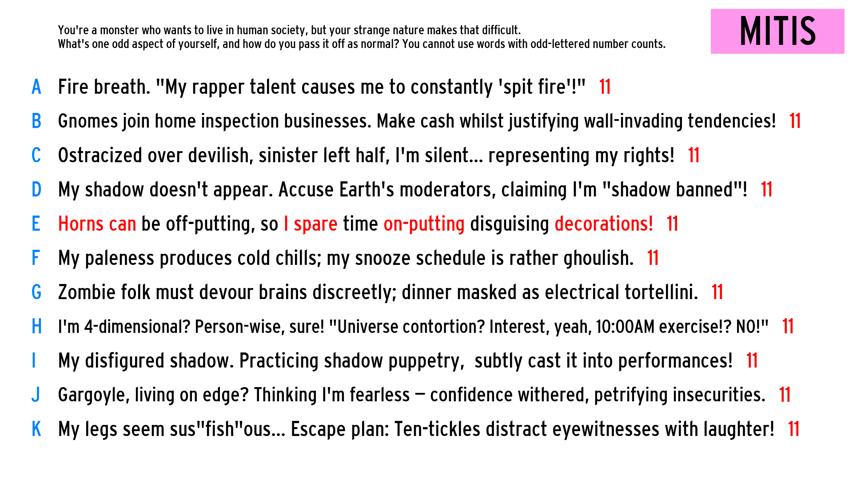 You're a monster who wants to live in human society, but your strange nature makes that difficult.
What's one odd aspect of yourself, and how do you pass it off as normal? You cannot use words with odd-lettered number counts.
MITIS
A Fire breath. "My rapper talent causes me to constantly 'spit fire'!" 11
B Gnomes join home inspection businesses. Make cash whilst justifying wall-invading tendencies! 11
C Ostracized over devilish, sinister left half, I'm silent... representing my rights! 11
D My shadow doesn't appear. Accuse Earth's moderators, claiming I'm "shadow banned"! 11
E Horns can be off-putting, so I spare time on-putting disguising decorations! 11
F My paleness produces cold chills; my snooze schedule is rather ghoulish. 11
G Zombie folk must devour brains discreetly; dinner masked as electrical tortellini. 11
H I'm 4-dimensional? Person-wise, sure! "Universe contortion? Interest, yeah, 10:00AM exercise!? NO!" 11
I My disfigured shadow. Practicing shadow puppetry, subtly cast it into performances! 11
J Gargoyle, living on edge? Thinking I'm fearless – confidence withered, petrifying insecurities. 11
K My legs seem sus"fish"ous... Escape plan: Ten-tickles distract eyewitnesses with laughter! 11